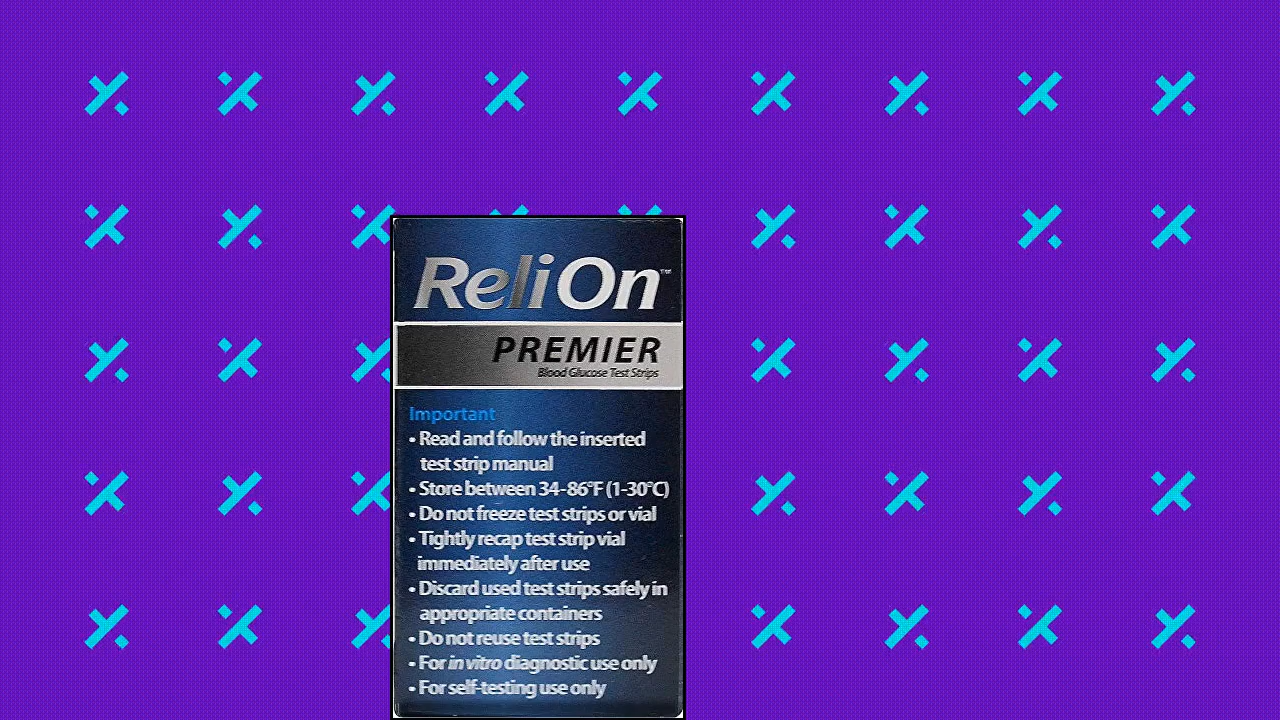 ReliOn™
PREMIER
Blood Glucose Test Strips
Important
• Read and follow the inserted
test strip manual
• Store between 34-86°F (1-30°C)
• Do not freeze test strips or vial
• Tightly recap test strip vial
immediately after use
• Discard used test strips safely in
appropriate containers
• Do not reuse test strips
• For in vitro diagnostic use only
• For self-testing use only